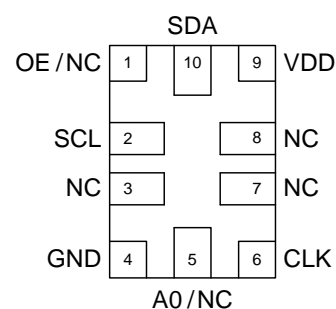 SDA
OE/NC 1 10 9 VDD
SCL 2 8 NC
NC 3 7 NC
GND 4 5 6 CLK
A0/NC